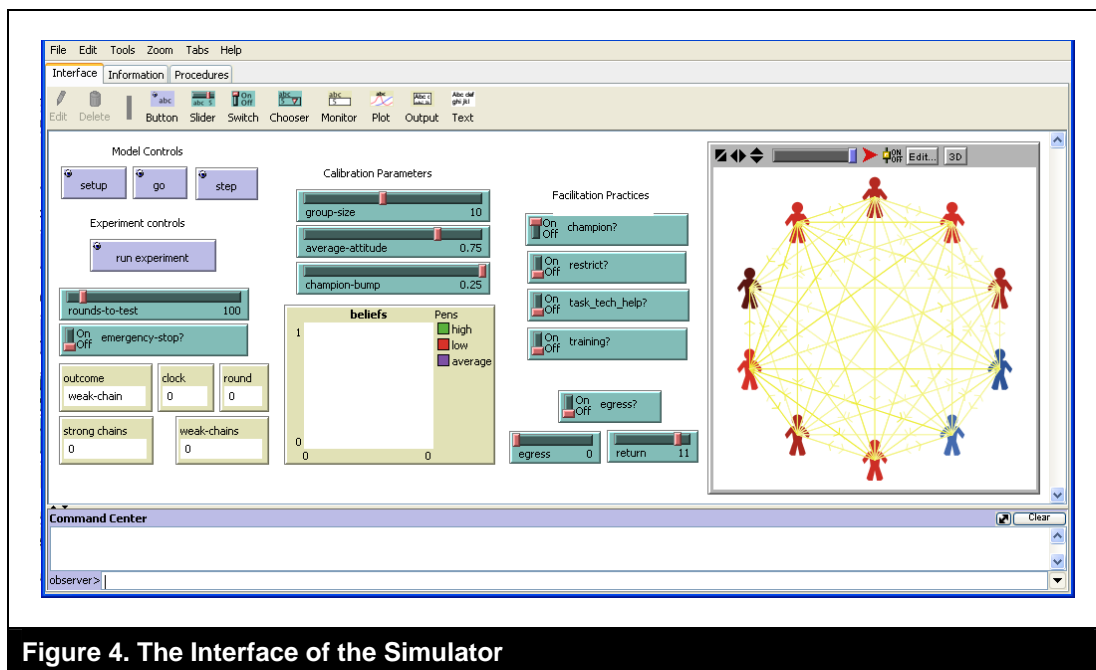 File Edit Tools Zoom Tabs Help
Interface Information Procedures
Edit Delete Button Slider Switch Chooser Monitor Plot Output Text
Model Controls
setup go step
Experiment controls
run experiment
rounds-to-test 100
On
Off emergency-stop?
outcome clock round
weak-chain 0 0
strong chains weak-chains
0 0
Calibration Parameters
group-size 10
average-attitude 0.75
champion-bump 0.25
beliefs Pens
high
low
average
1
0
0 0
Facilitation Practices
On
Off champion?
On
Off restrict?
On
Off task_tech_help?
On
Off training?
On
Off egress?
egress 0 return 11
ON
OFF Edit... 3D
Command Center Clear
observer>
Figure 4. The Interface of the Simulator